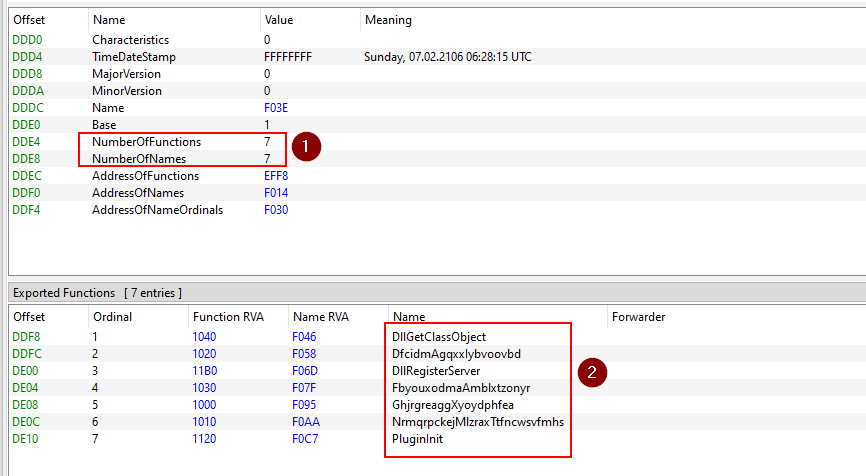 Offset Name Value Meaning
DDD0 Characteristics 0
DDD4 TimeDateStamp FFFFFFFF Sunday, 07.02.2106 06:28:15 UTC
DDD8 MajorVersion 0
DDDA MinorVersion 0
DDDC Name F03E
DDE0 Base 1
DDE4 NumberOfFunctions 7
1
DDE8 NumberOfNames 7
DDEC AddressOfFunctions EFF8
DDF0 AddressOfNames F014
DDF4 AddressOfNameOrdinals F030
Exported Functions [ 7 entries ]
Offset Ordinal Function RVA Name RVA Name Forwarder
DDF8 1 1040 F046 DllGetClassObject
DDFC 2 1020 F058 DfcidmAgqxxlybvoovbd
DE00 3 11B0 F06D DllRegisterServer
2
DE04 4 1030 F07F FbyouxodmaAmblxtzonyr
DE08 5 1000 F095 GhjrgreaggXyoydphfea
DE0C 6 1010 F0AA NrmqrpckejMlzraxTtfncwsvfmhs
DE10 7 1120 F0C7 PluginInit